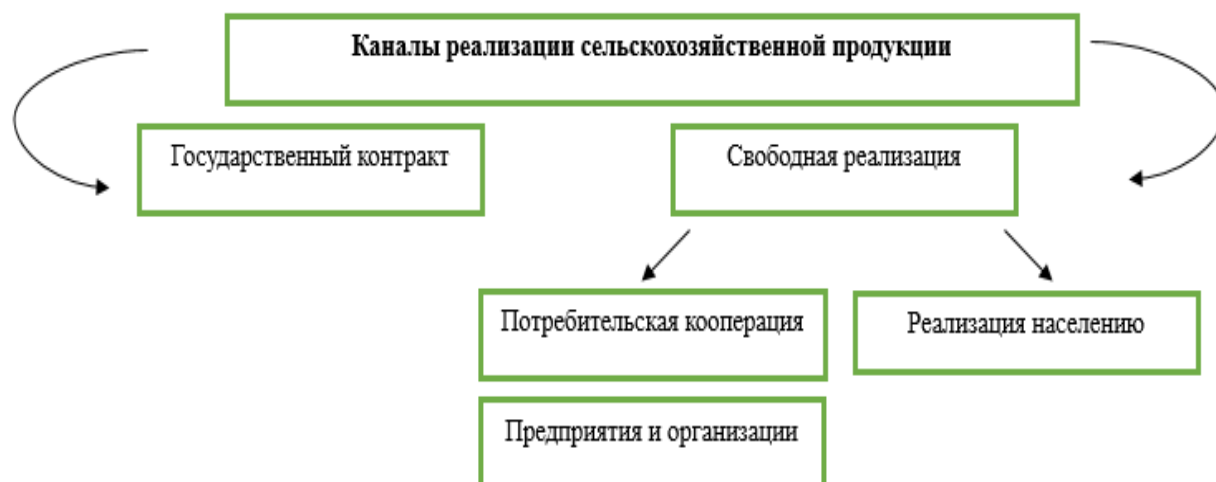 Каналы реализации сельскохозяйственной продукции
Государственный контракт
Свободная реализация
Потребительская кооперация
Реализация населению
Предприятия и организации